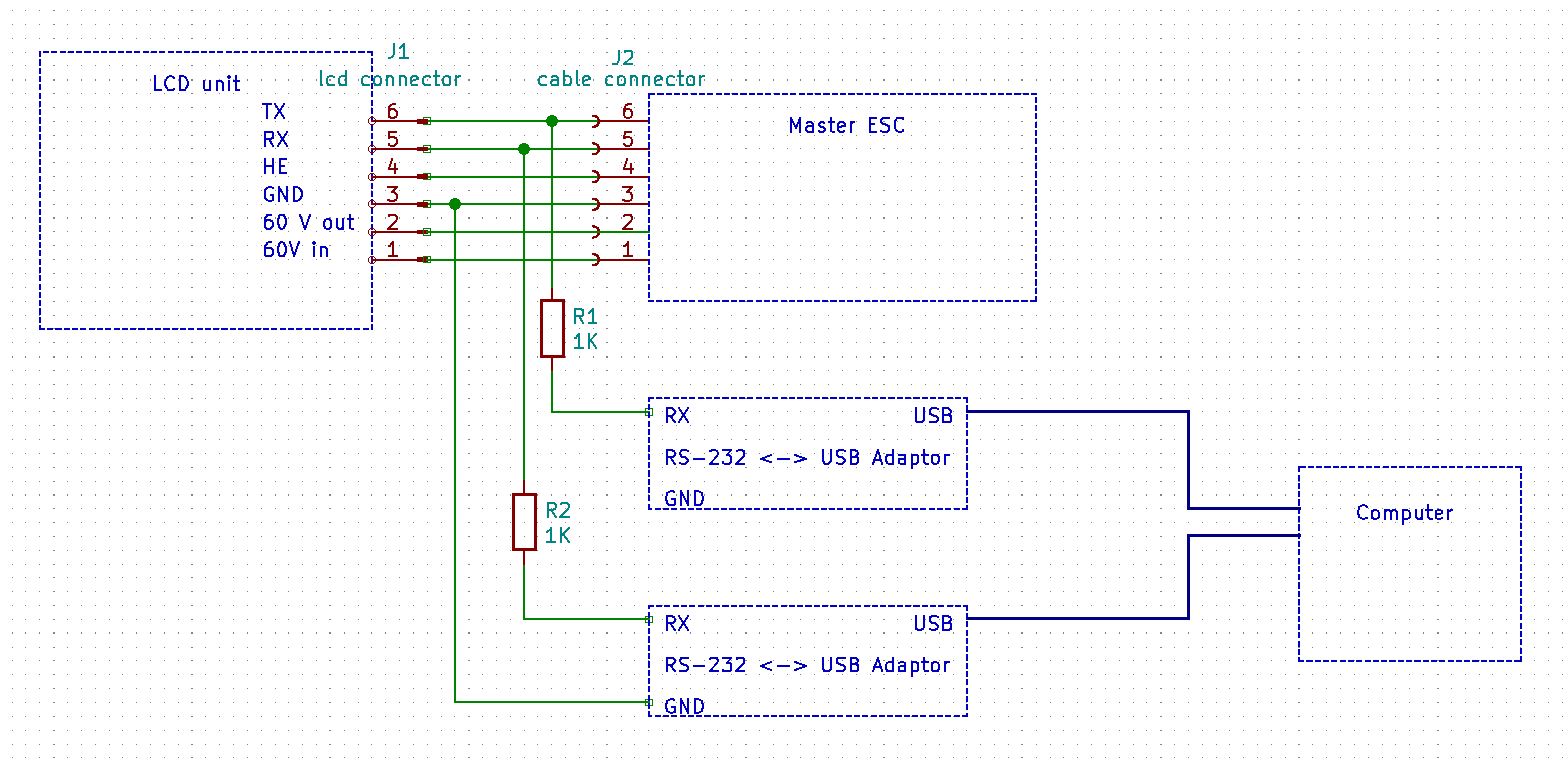 J1
lcd connector
J2
cable connector
LCD unit
TX
RX
HE
GND
60 V out
60V in
6
5
4
3
2
1
6
5
4
3
2
1
Master ESC
R1
1K
RX
USB
RS-232 <-> USB Adaptor
GND
R2
1K
RX
USB
RS-232 <-> USB Adaptor
GND
Computer